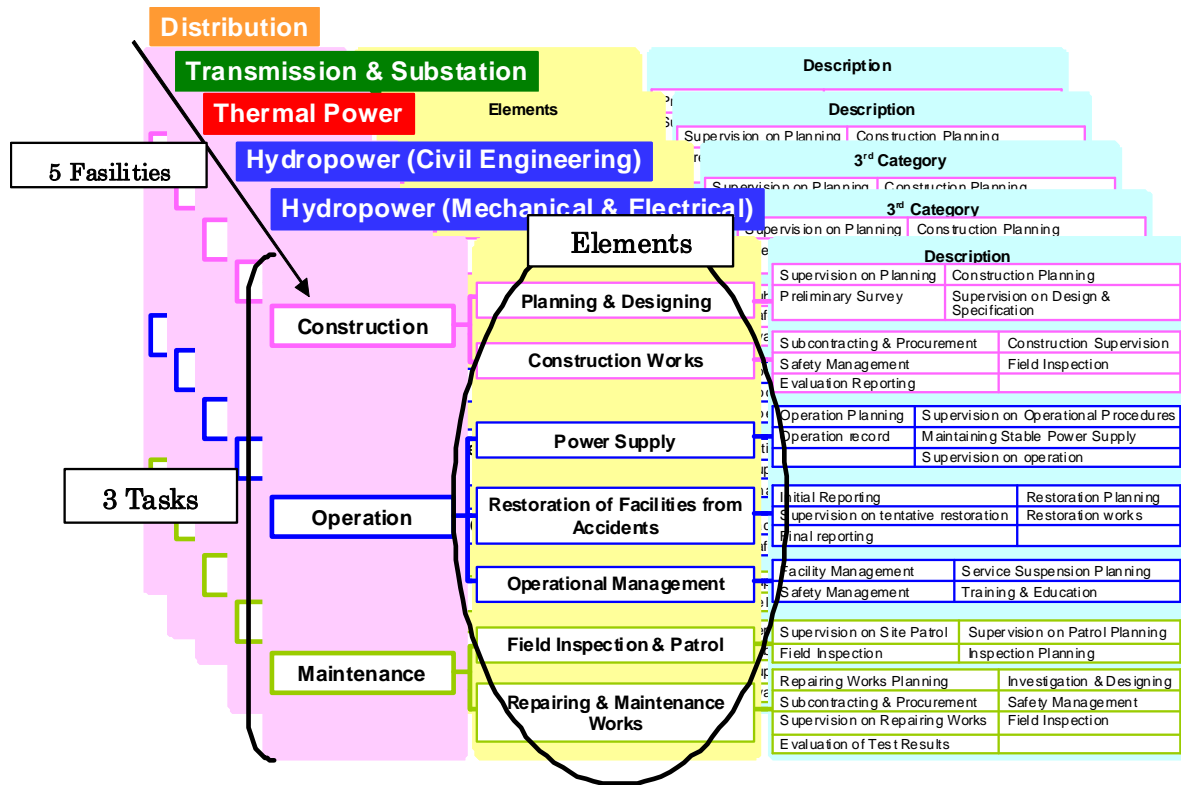 Distribution
Transmission & Substation
Thermal Power
Hydropower (Civil Engineering)
Hydropower (Mechanical & Electrical)
5 Fasilities
3 Tasks
Elements
Elements
Description
Description
3rd Category
3rd Category
Description
Supervision on Planning Construction Planning
Supervision on Planning Construction Planning
Supervision on Planning Construction Planning
Construction
Operation
Maintenance
Planning & Designing
Construction Works
Power Supply
Restoration of Facilities from
Accidents
Operational Management
Field Inspection & Patrol
Repairing & Maintenance
Works
Supervision on Planning Construction Planning
Preliminary Survey Supervision on Design &
Specification
Subcontracting & Procurement Construction Supervision
Safety Management Field Inspection
Evaluation Reporting
Operation Planning Supervision on Operational Procedures
Operation record Maintaining Stable Power Supply
Supervision on operation
Initial Reporting Restoration Planning
Supervision on tentative restoration Restoration works
Final reporting
Facility Management Service Suspension Planning
Safety Management Training & Education
Supervision on Site Patrol Supervision on Patrol Planning
Field Inspection Inspection Planning
Repairing Works Planning Investigation & Designing
Subcontracting & Procurement Safety Management
Supervision on Repairing Works Field Inspection
Evaluation of Test Results